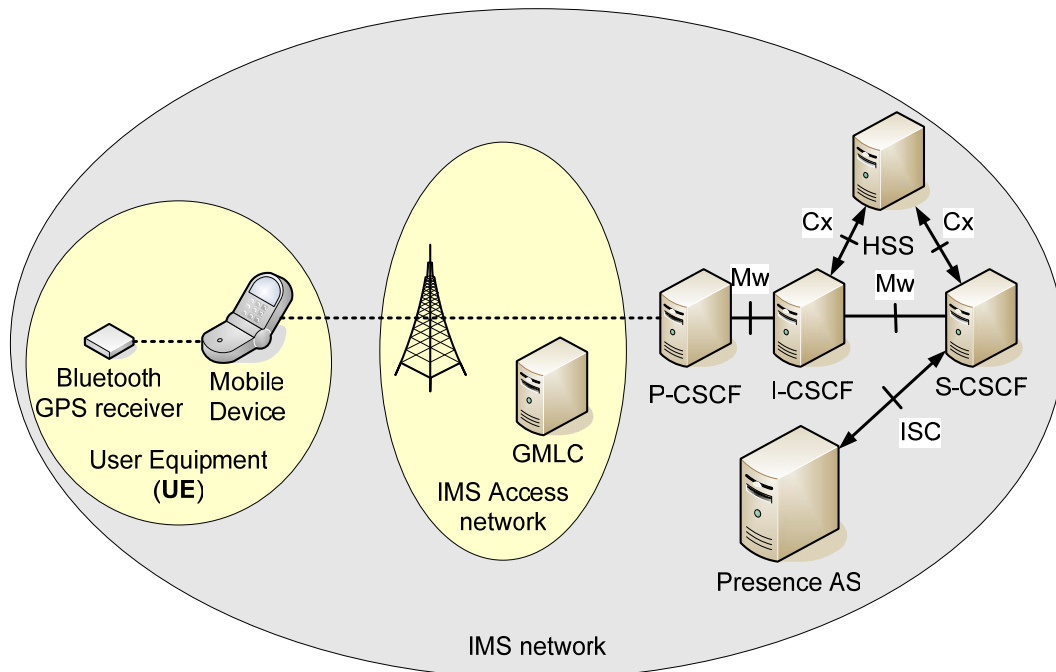 Cx
Cx
HSS
Mw
Mw
Bluetooth
GPS receiver
Mobile
Device
P-CSCF
I-CSCF
S-CSCF
ISC
GMLC
User Equipment
(UE)
IMS Access
network
Presence AS
IMS network